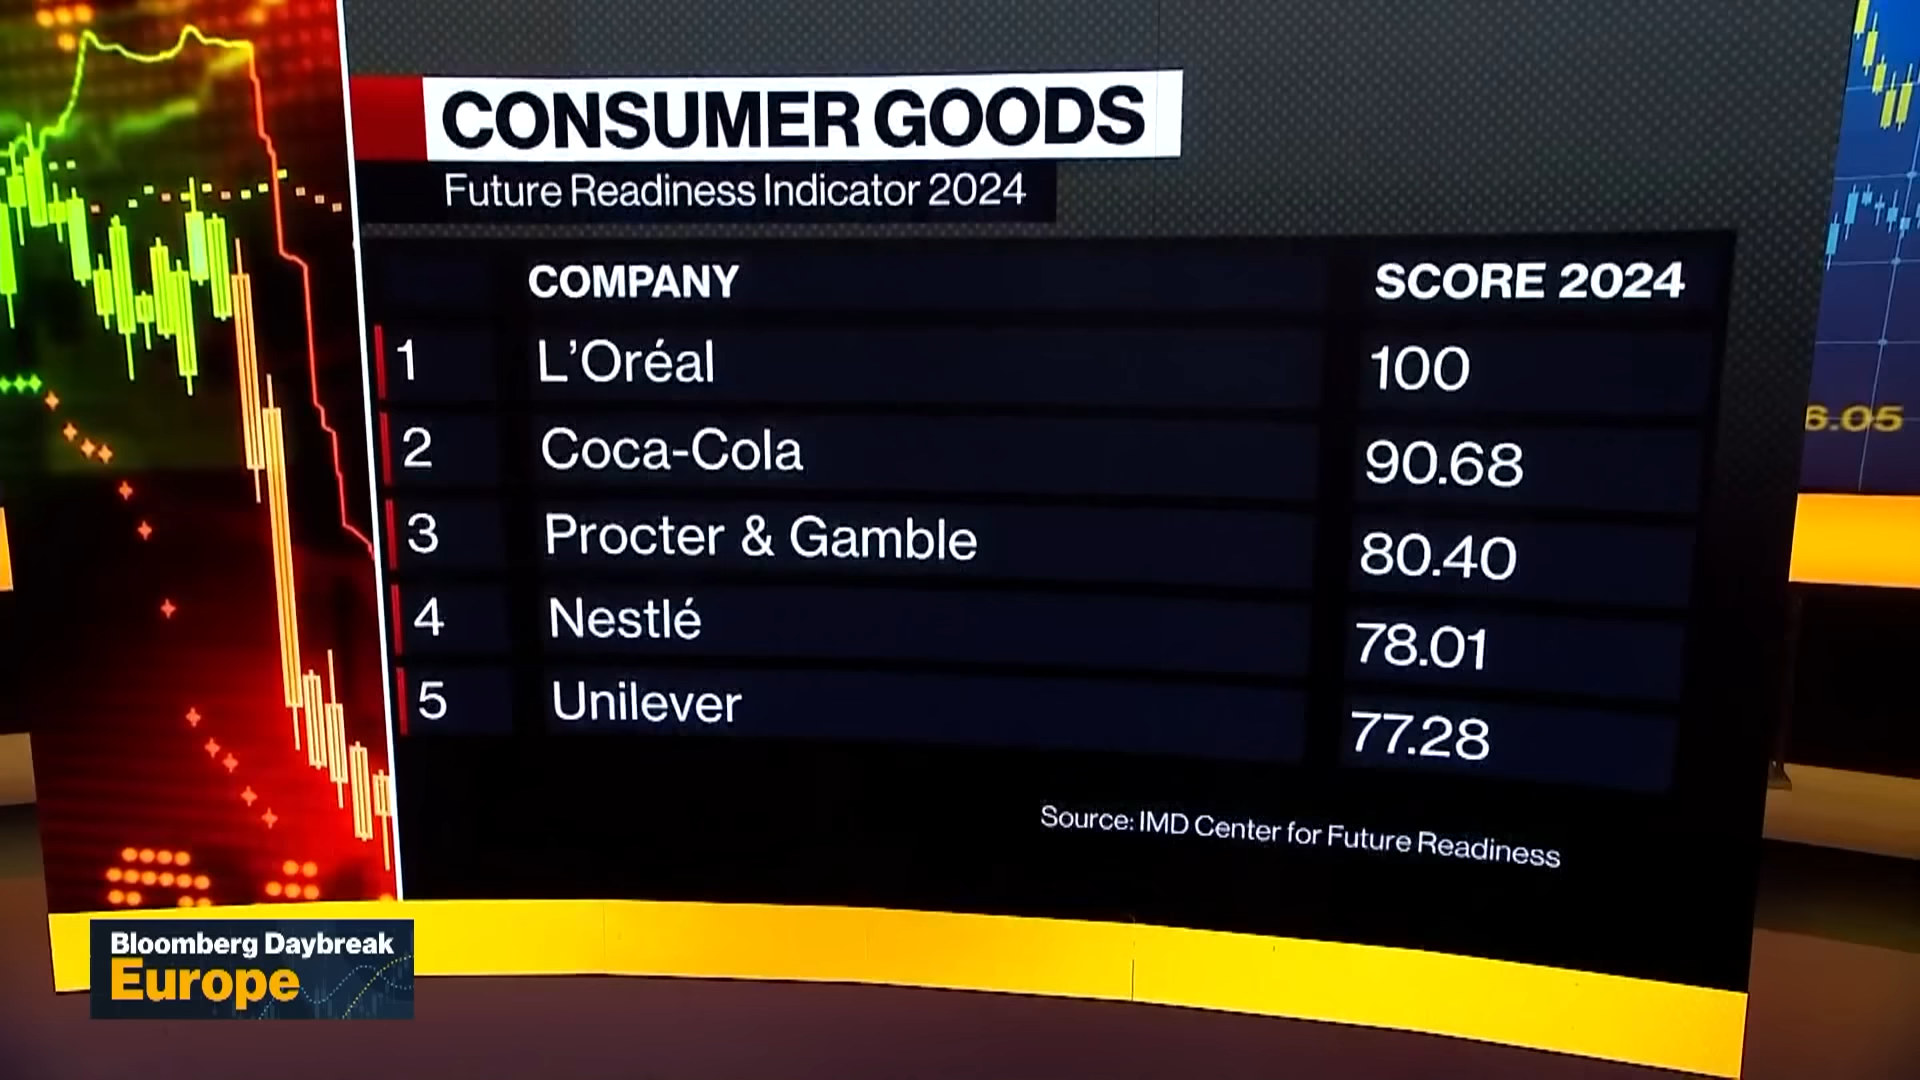 CONSUMER GOODS
Future Readiness Indicator 2024
COMPANY SCORE 2024
1 L'Oréal 100
2 Coca-Cola 90.68
3 Procter & Gamble 80.40
4 Nestlé 78.01
5 Unilever 77.28
Source: IMD Center for Future Readiness
6.05
Bloomberg Daybreak
Europe